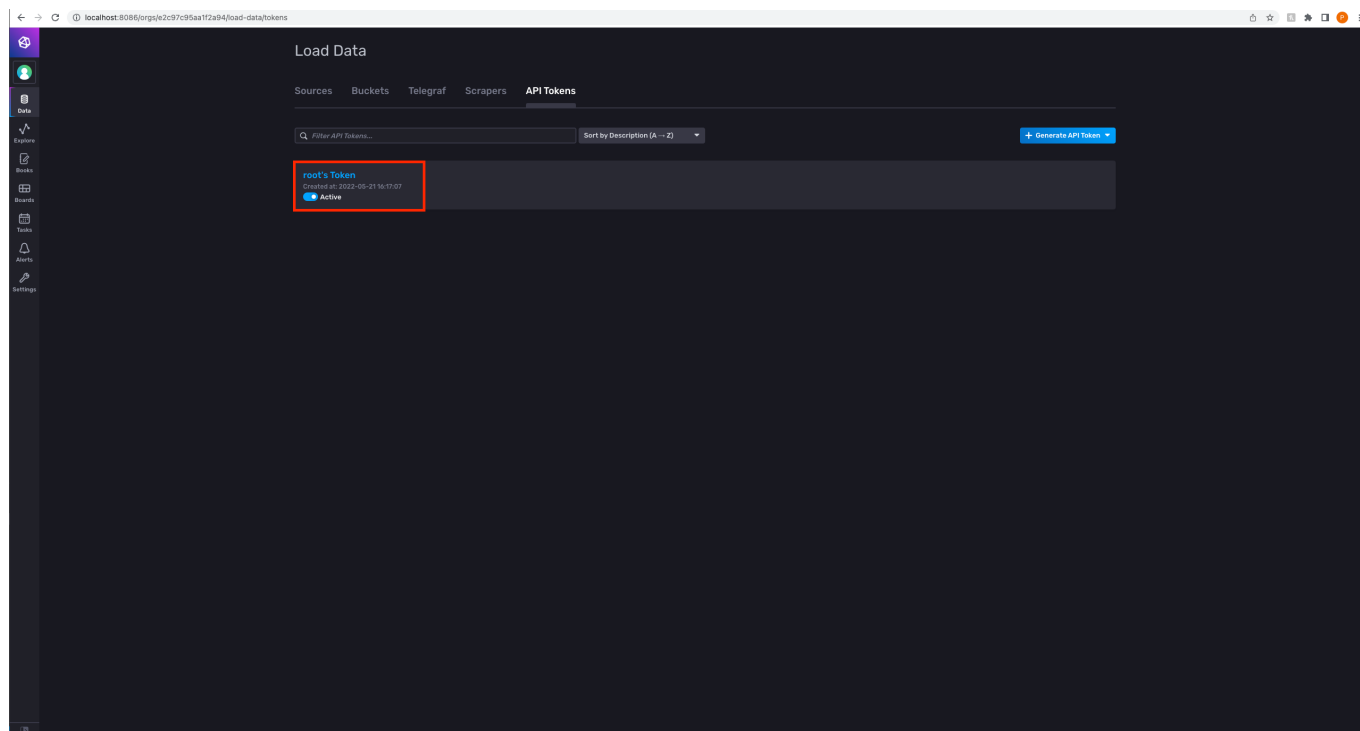 localhost:8086/orgs/e2c97c95aa1f2a94/load-data/tokens
P
Load Data
Sources Buckets Telegraf Scrapers API Tokens
Filter API Tokens... Sort by Description (A → Z) + Generate API Token
root's Token
Created at: 2022-05-21 16:17:07
Active
Data
Explore
Books
Boards
Tasks
Alerts
Settings